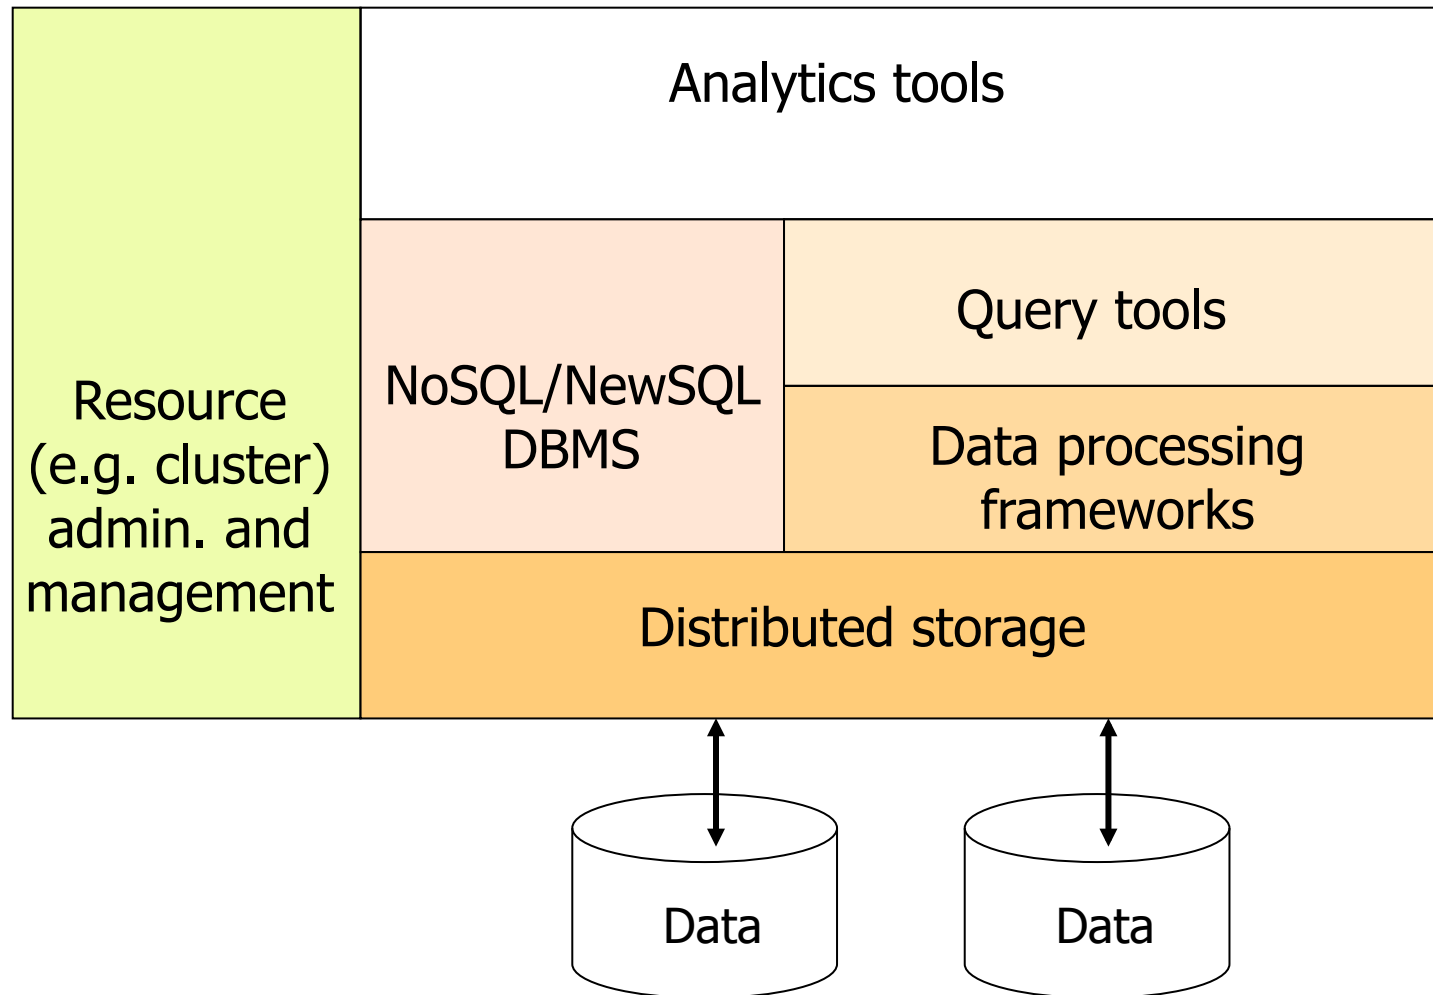 Analytics tools
Query tools
NoSQL/NewSQL
DBMS
Data processing
frameworks
Resource
(e.g. cluster)
admin. and
management
Distributed storage
Data
Data